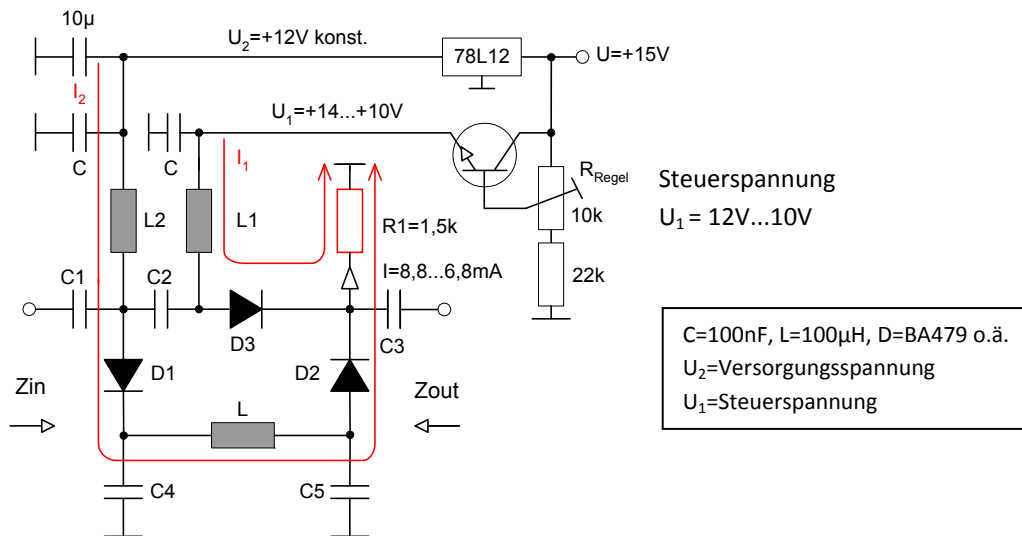 10µ
U2=+12V konst.
78L12
U=+15V
I2
U1=+14...+10V
C
C
I1
RRegel
10k
Steuerspannung
U1 = 12V...10V
L2
L1
R1=1,5k
22k
I=8,8...6,8mA
C1
C2
D3
C3
C=100nF, L=100µH, D=BA479 o.ä.
U2=Versorgungsspannung
U1=Steuerspannung
Zin
D1
D2
Zout
L
C4
C5